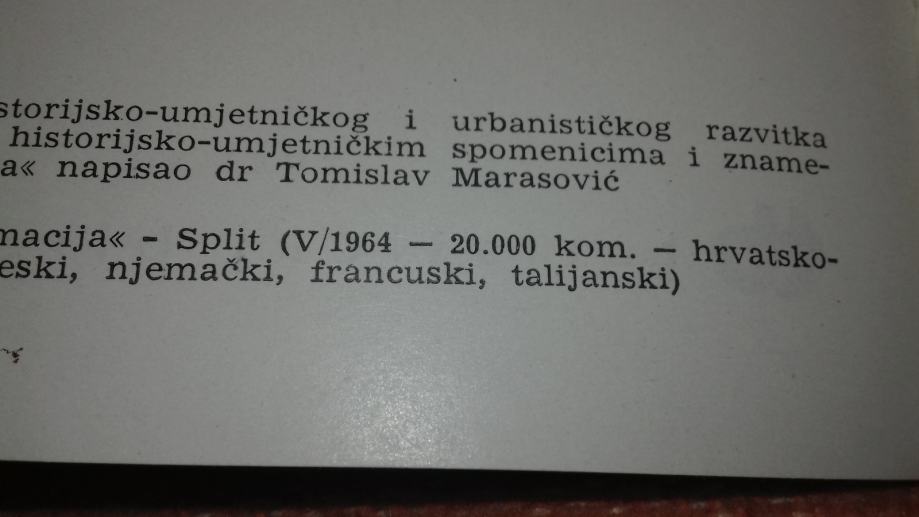 storijsko-umjetničkog i urbanističkog razvitka
historijsko-umjetničkim spomenicima i zname-
a« napisao dr Tomislav Marasović
macija« - Split (V/1964 — 20.000 kom. — hrvatsko-
eski, njemački, francuski, talijanski)